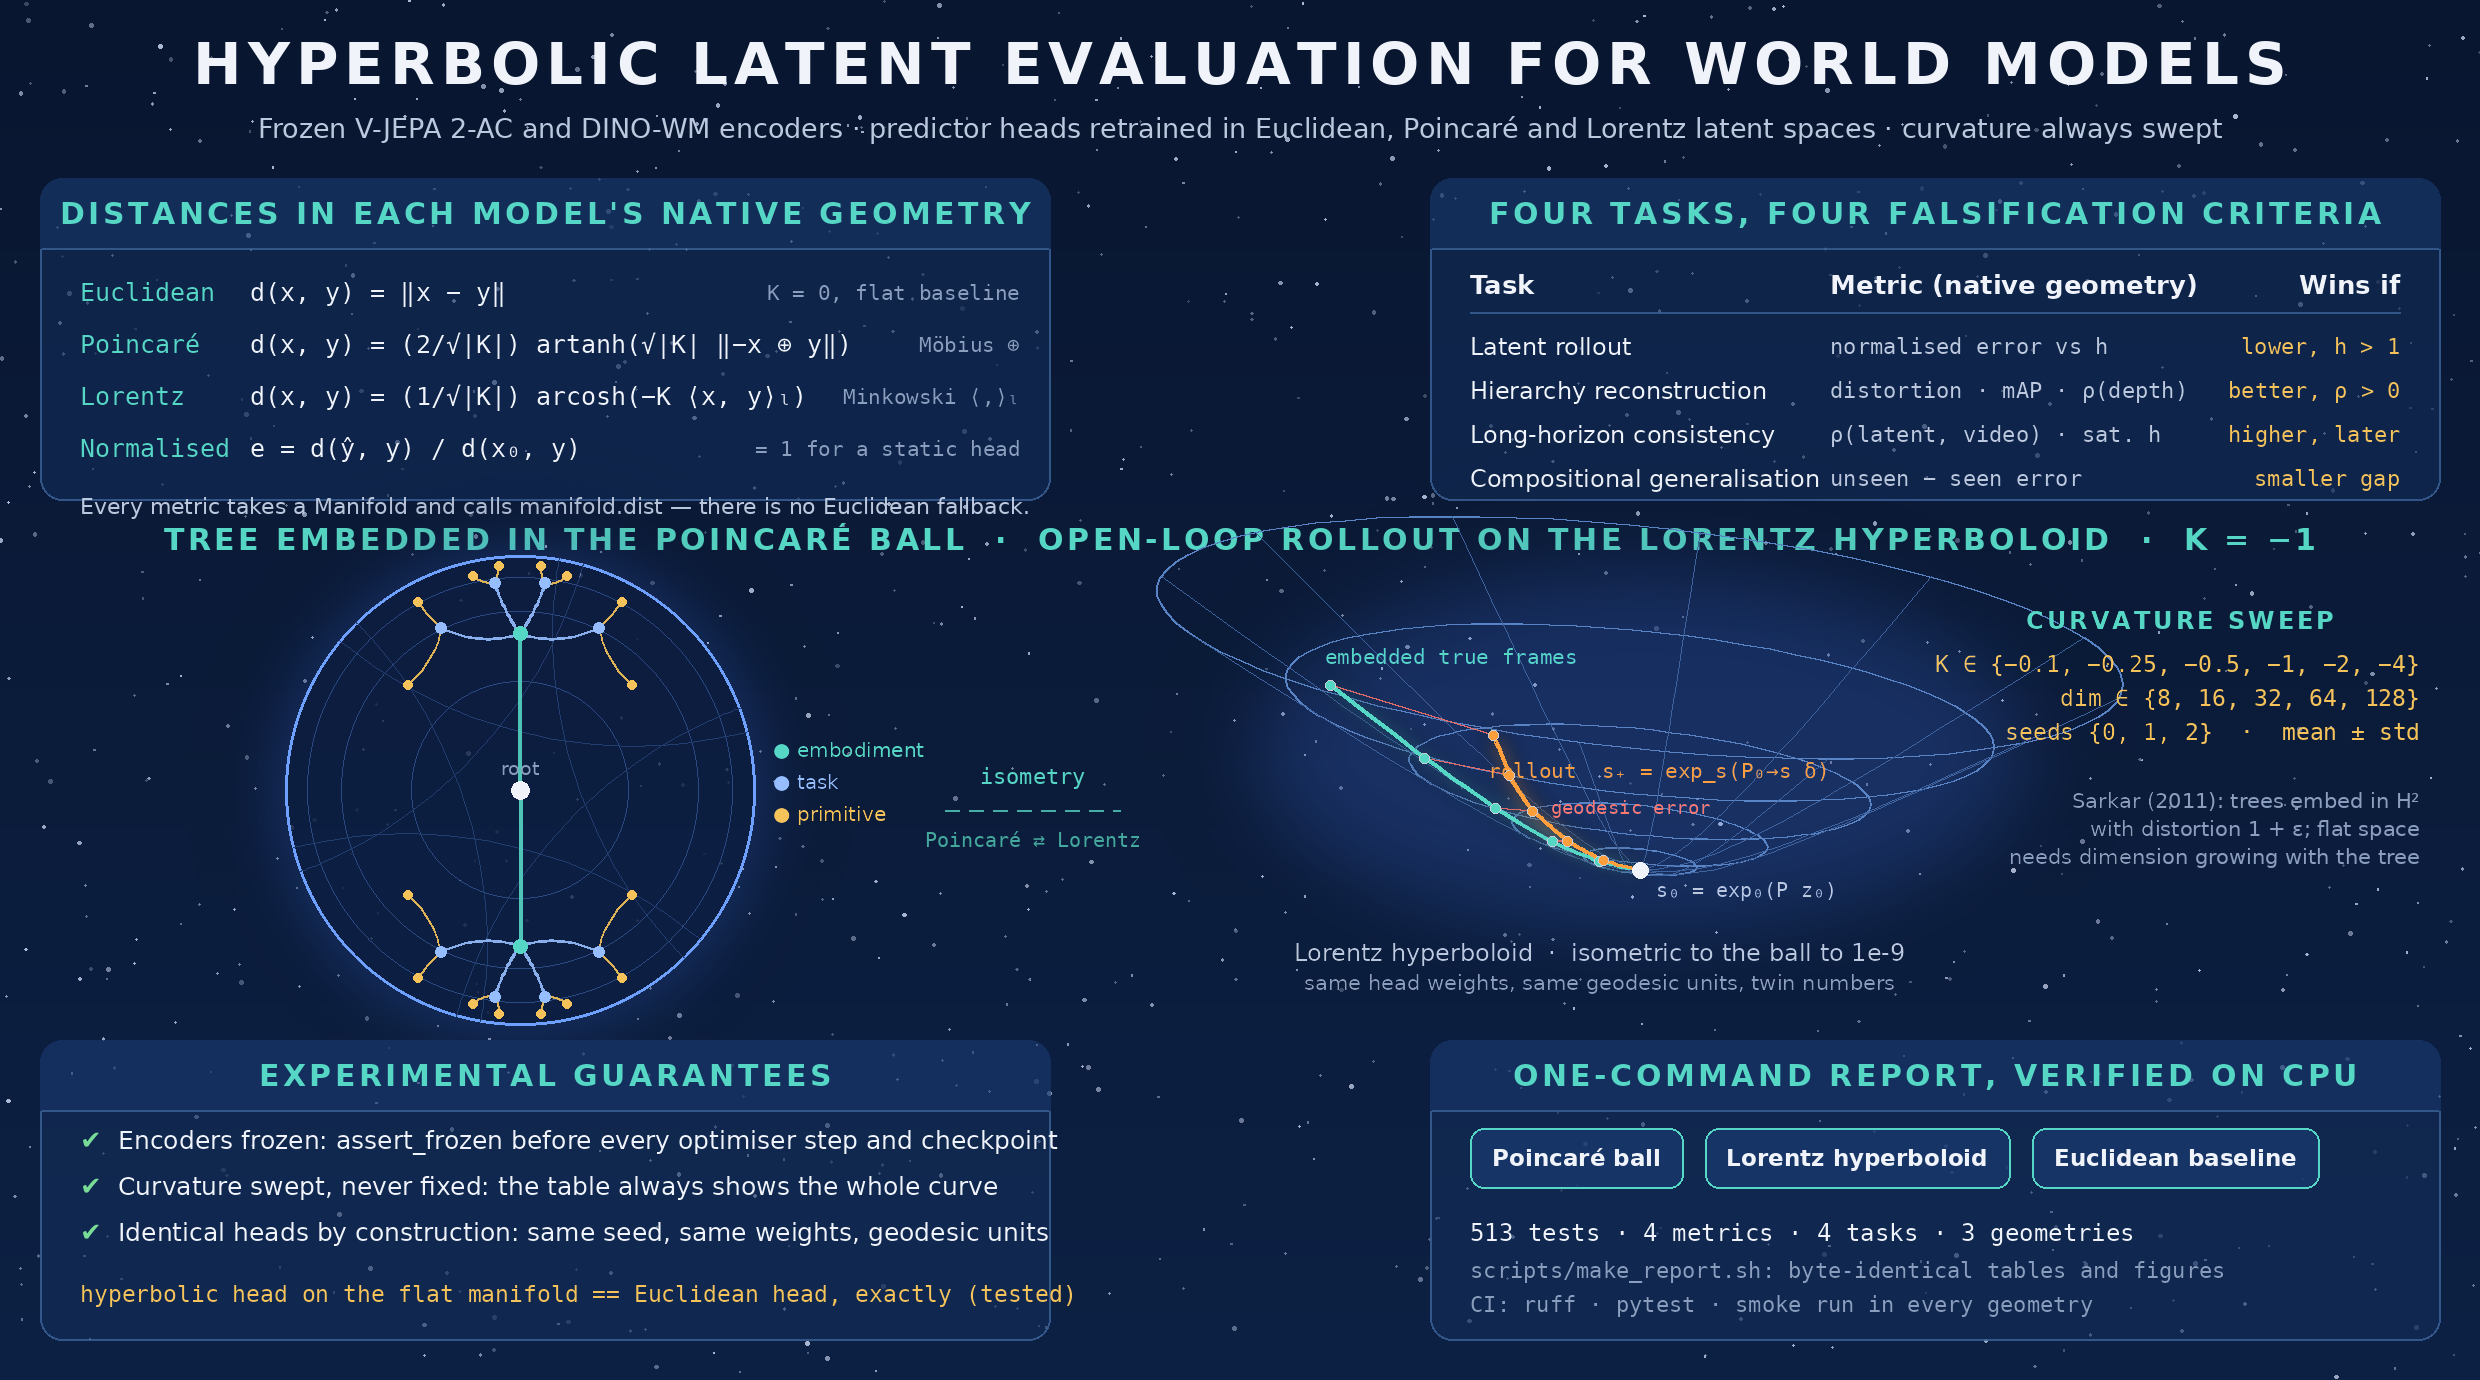 HYPERBOLIC LATENT EVALUATION FOR WORLD MODELS
Frozen V-JEPA 2-AC and DINO-WM encoders · predictor heads retrained in Euclidean, Poincaré and Lorentz latent spaces · curvature always swept
DISTANCES IN EACH MODEL'S NATIVE GEOMETRY
Euclidean d(x, y) = ‖x − y‖ K = 0, flat baseline
Poincaré d(x, y) = (2/√|K|) artanh(√|K| ‖−x ⊕ y‖) Möbius ⊕
Lorentz d(x, y) = (1/√|K|) arcosh(−K ⟨x, y⟩ₗ) Minkowski ⟨,⟩ₗ
Normalised e = d(ŷ, y) / d(x₀, y) = 1 for a static head
Every metric takes a Manifold and calls manifold.dist — there is no Euclidean fallback.
FOUR TASKS, FOUR FALSIFICATION CRITERIA
Task Metric (native geometry) Wins if
Latent rollout normalised error vs h lower, h > 1
Hierarchy reconstruction distortion · mAP · ρ(depth) better, ρ > 0
Long-horizon consistency ρ(latent, video) · sat. h higher, later
Compositional generalisation unseen − seen error smaller gap
TREE EMBEDDED IN THE POINCARÉ BALL · OPEN-LOOP ROLLOUT ON THE LORENTZ HYPERBOLOID · K = −1
root
embodiment
task
primitive
isometry
Poincaré ⇄ Lorentz
embedded true frames
rollout s₊ = exp_s(P₀→s δ)
geodesic error
s₀ = exp₀(P z₀)
Lorentz hyperboloid · isometric to the ball to 1e-9
same head weights, same geodesic units, twin numbers
CURVATURE SWEEP
K ∈ {−0.1, −0.25, −0.5, −1, −2, −4}
dim ∈ {8, 16, 32, 64, 128}
seeds {0, 1, 2} · mean ± std
Sarkar (2011): trees embed in H²
with distortion 1 + ε; flat space
needs dimension growing with the tree
EXPERIMENTAL GUARANTEES
✔ Encoders frozen: assert_frozen before every optimiser step and checkpoint
✔ Curvature swept, never fixed: the table always shows the whole curve
✔ Identical heads by construction: same seed, same weights, geodesic units
hyperbolic head on the flat manifold == Euclidean head, exactly (tested)
ONE-COMMAND REPORT, VERIFIED ON CPU
Poincaré ball Lorentz hyperboloid Euclidean baseline
513 tests · 4 metrics · 4 tasks · 3 geometries
scripts/make_report.sh: byte-identical tables and figures
CI: ruff · pytest · smoke run in every geometry